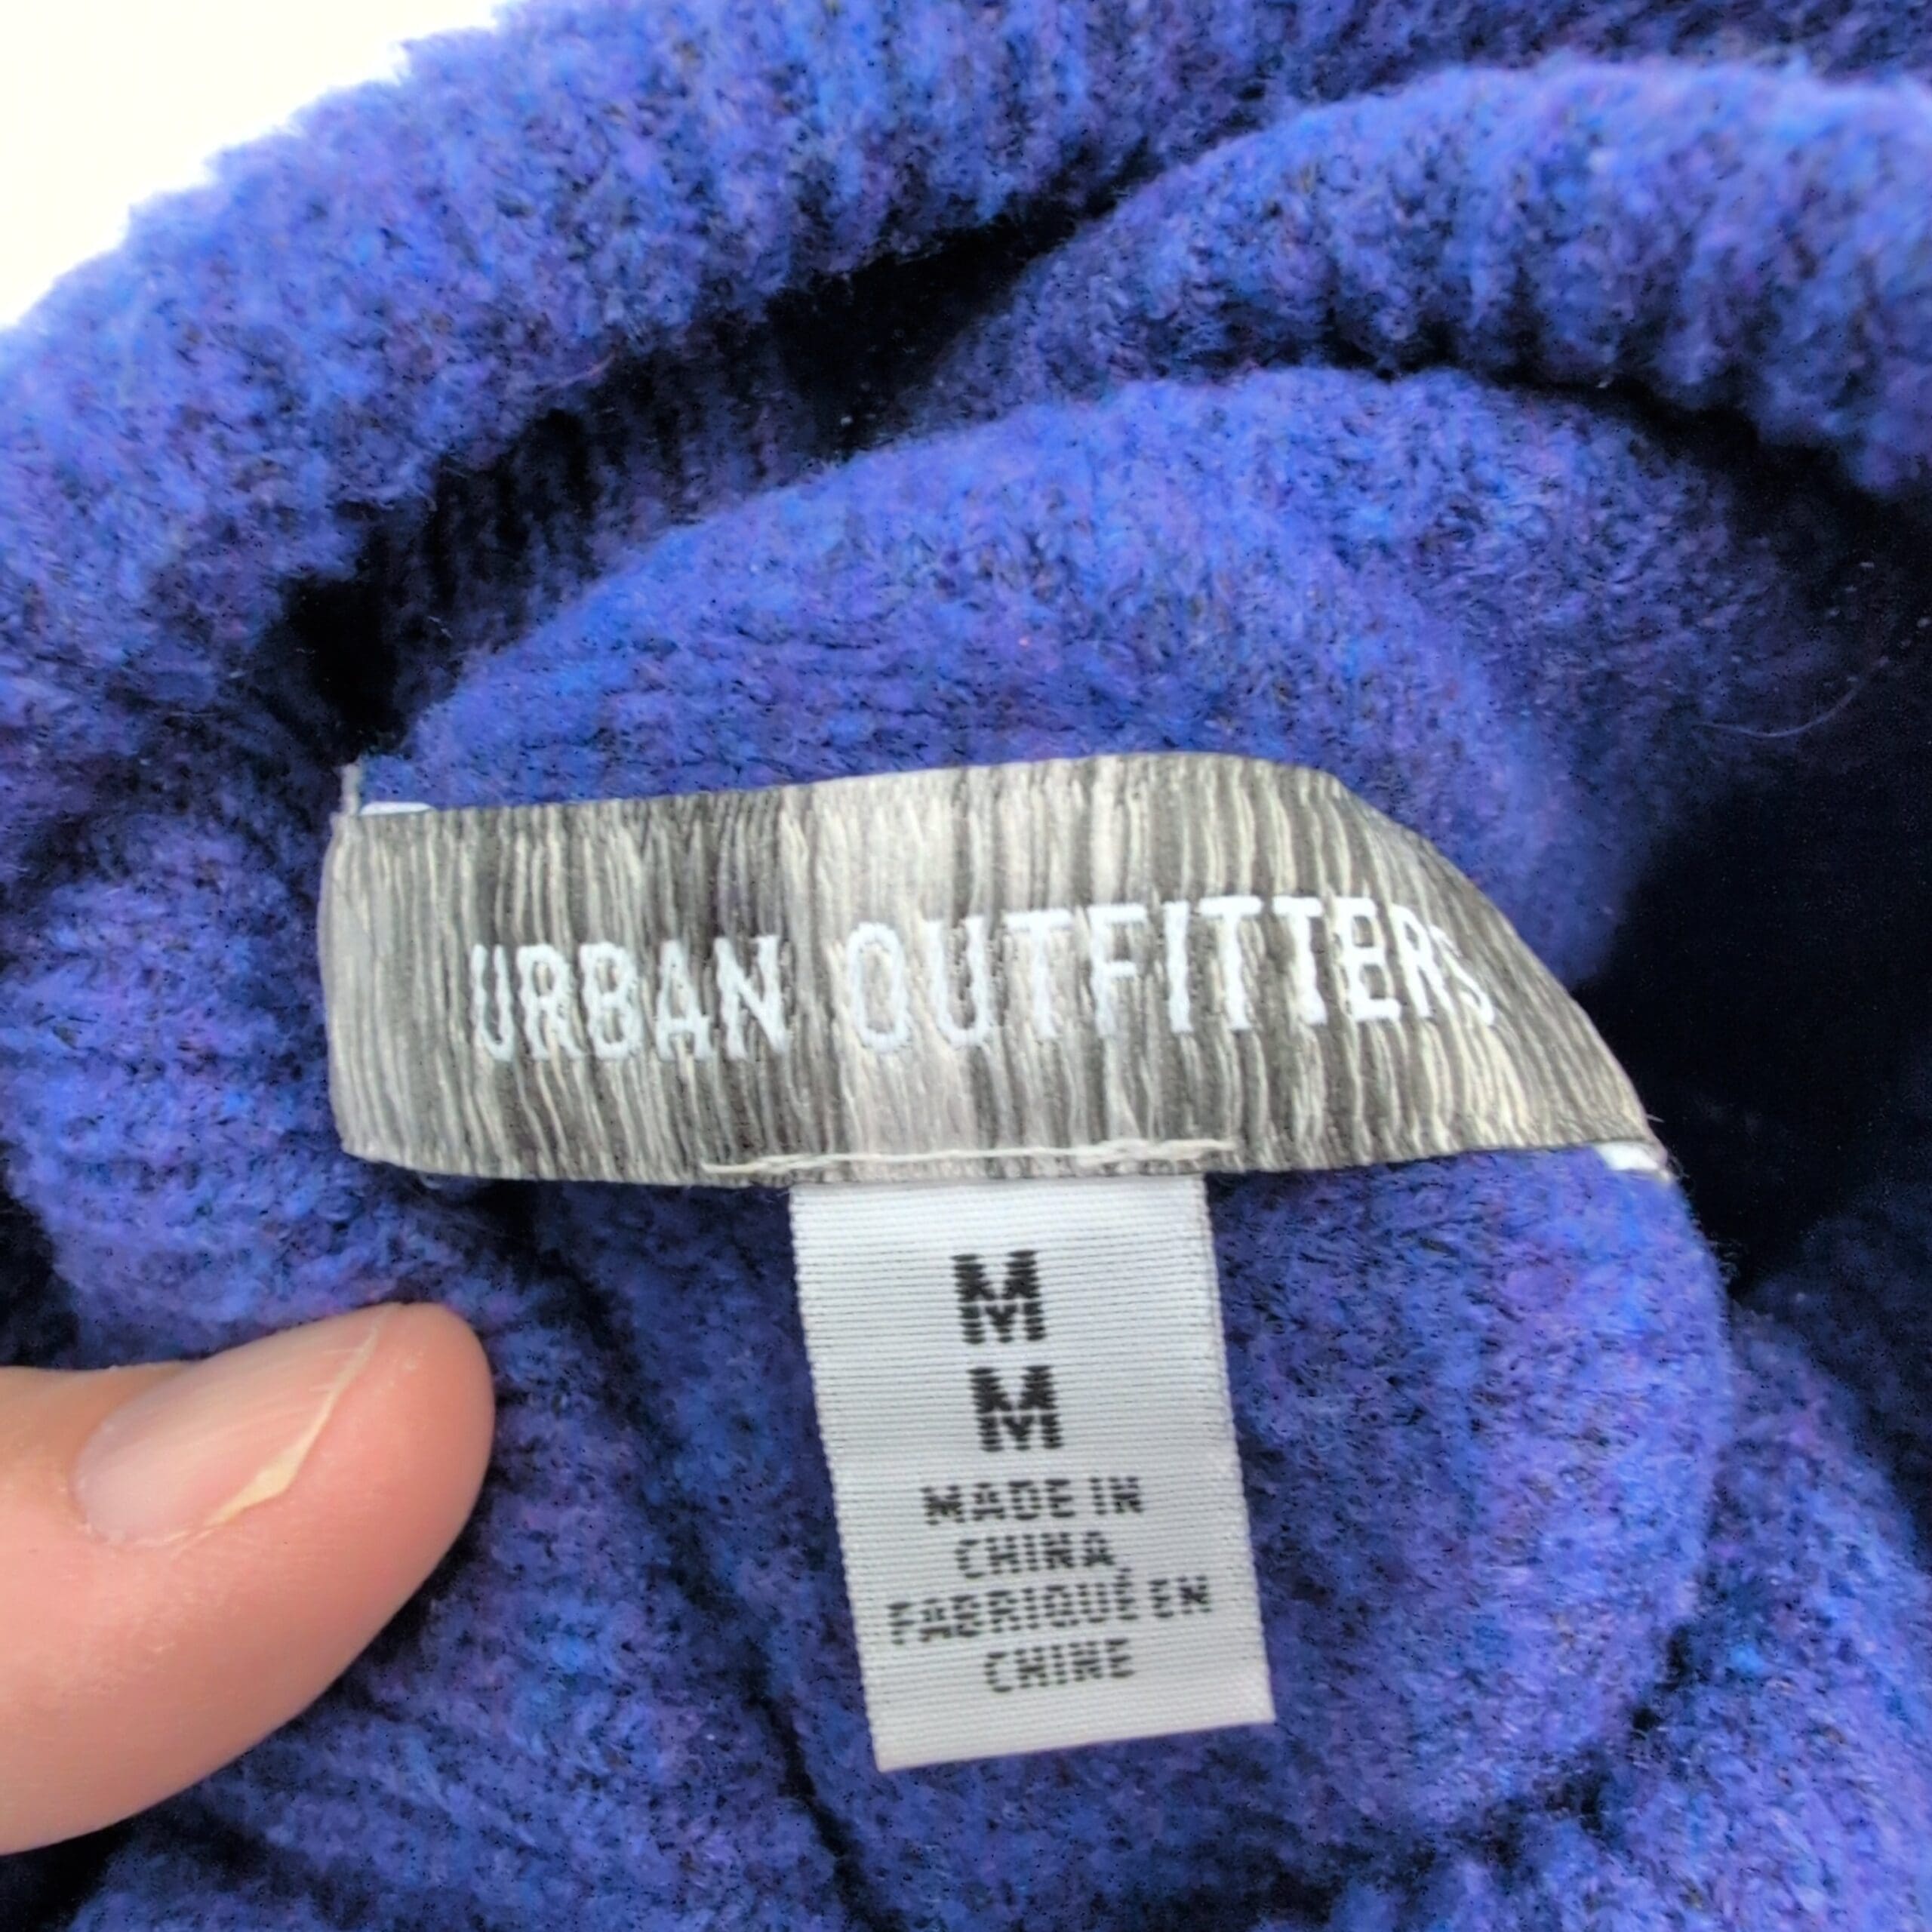 URBAN OUTFITTERS
M
M
MADE IN
CHINA
FABRIQUÉ EN
CHINE